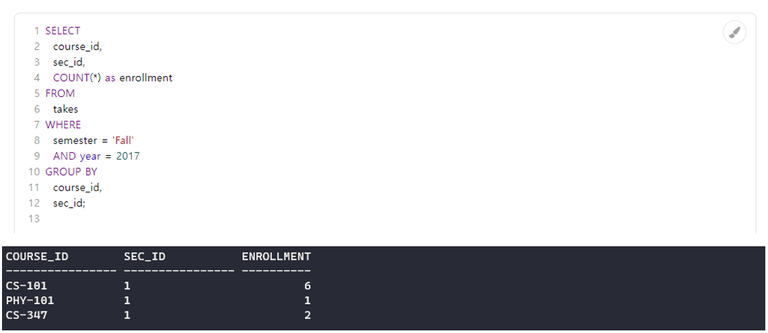 1 SELECT
2 course_id,
3 sec_id,
4 COUNT(*) as enrollment
5 FROM
6 takes
7 WHERE
8 semester = 'Fall'
9 AND year = 2017
10 GROUP BY
11 course_id,
12 sec_id;
13
COURSE_ID SEC_ID ENROLLMENT
---------------- ---------------- ----------
CS-101 1 6
PHY-101 1 1
CS-347 1 2